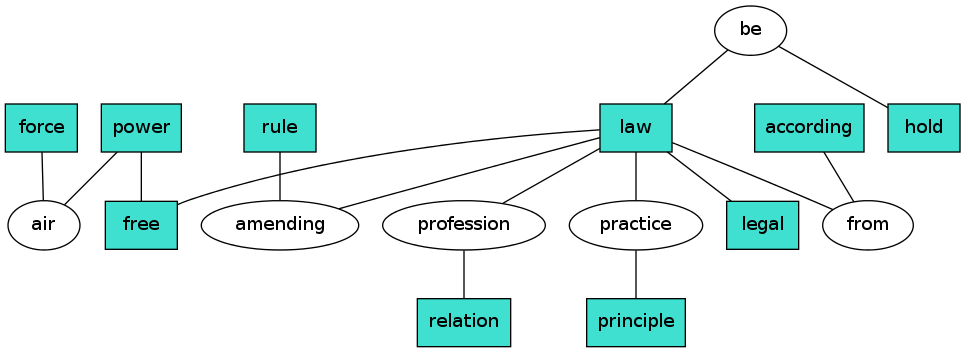 be
force
power
rule
law
according
hold
air
free
amending
profession
practice
legal
from
relation
principle